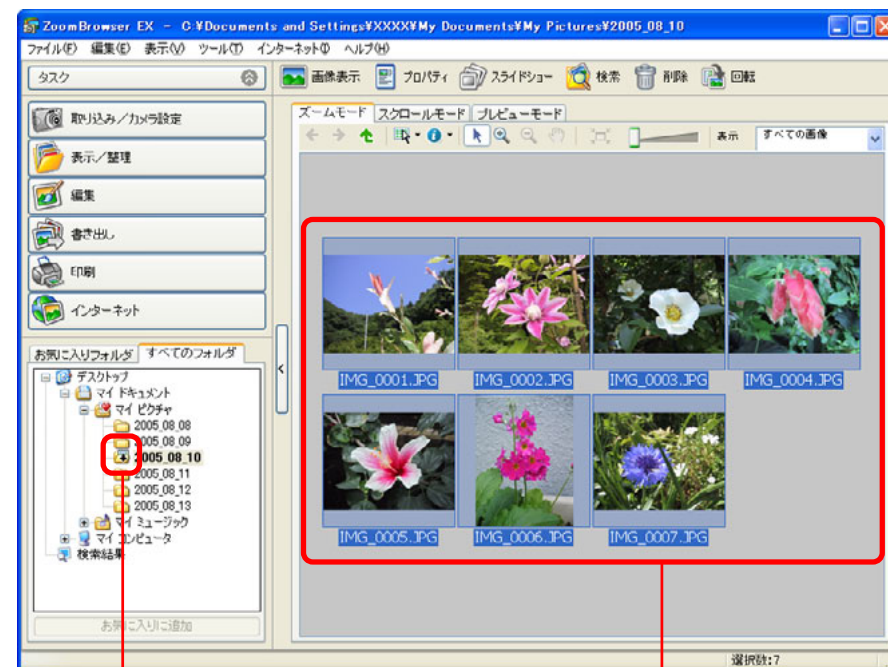 ZoomBrowser EX - C:¥Documents and Settings¥XXXX¥My Documents¥My Pictures¥2005_08_10
ファイル(F) 編集(E) 表示(V) ツール(T) インターネット(I) ヘルプ(H)
タスク
画像表示 プロパティ スライドショー 検索 削除 回転
取り込み／カメラ設定
表示／整理
編集
書き出し
印刷
インターネット
ズームモード スクロールモード プレビューモード
表示 すべての画像
IMG_0001.JPG IMG_0002.JPG IMG_0003.JPG IMG_0004.JPG
IMG_0005.JPG IMG_0006.JPG IMG_0007.JPG
お気に入りフォルダ すべてのフォルダ
デスクトップ
マイ ドキュメント
マイ ピクチャ
2005_08_08
2005_08_09
2005_08_10
2005_08_11
2005_08_12
2005_08_13
マイ ミュージック
マイ コンピュータ
検索結果
お気に入りに追加
選択数:7